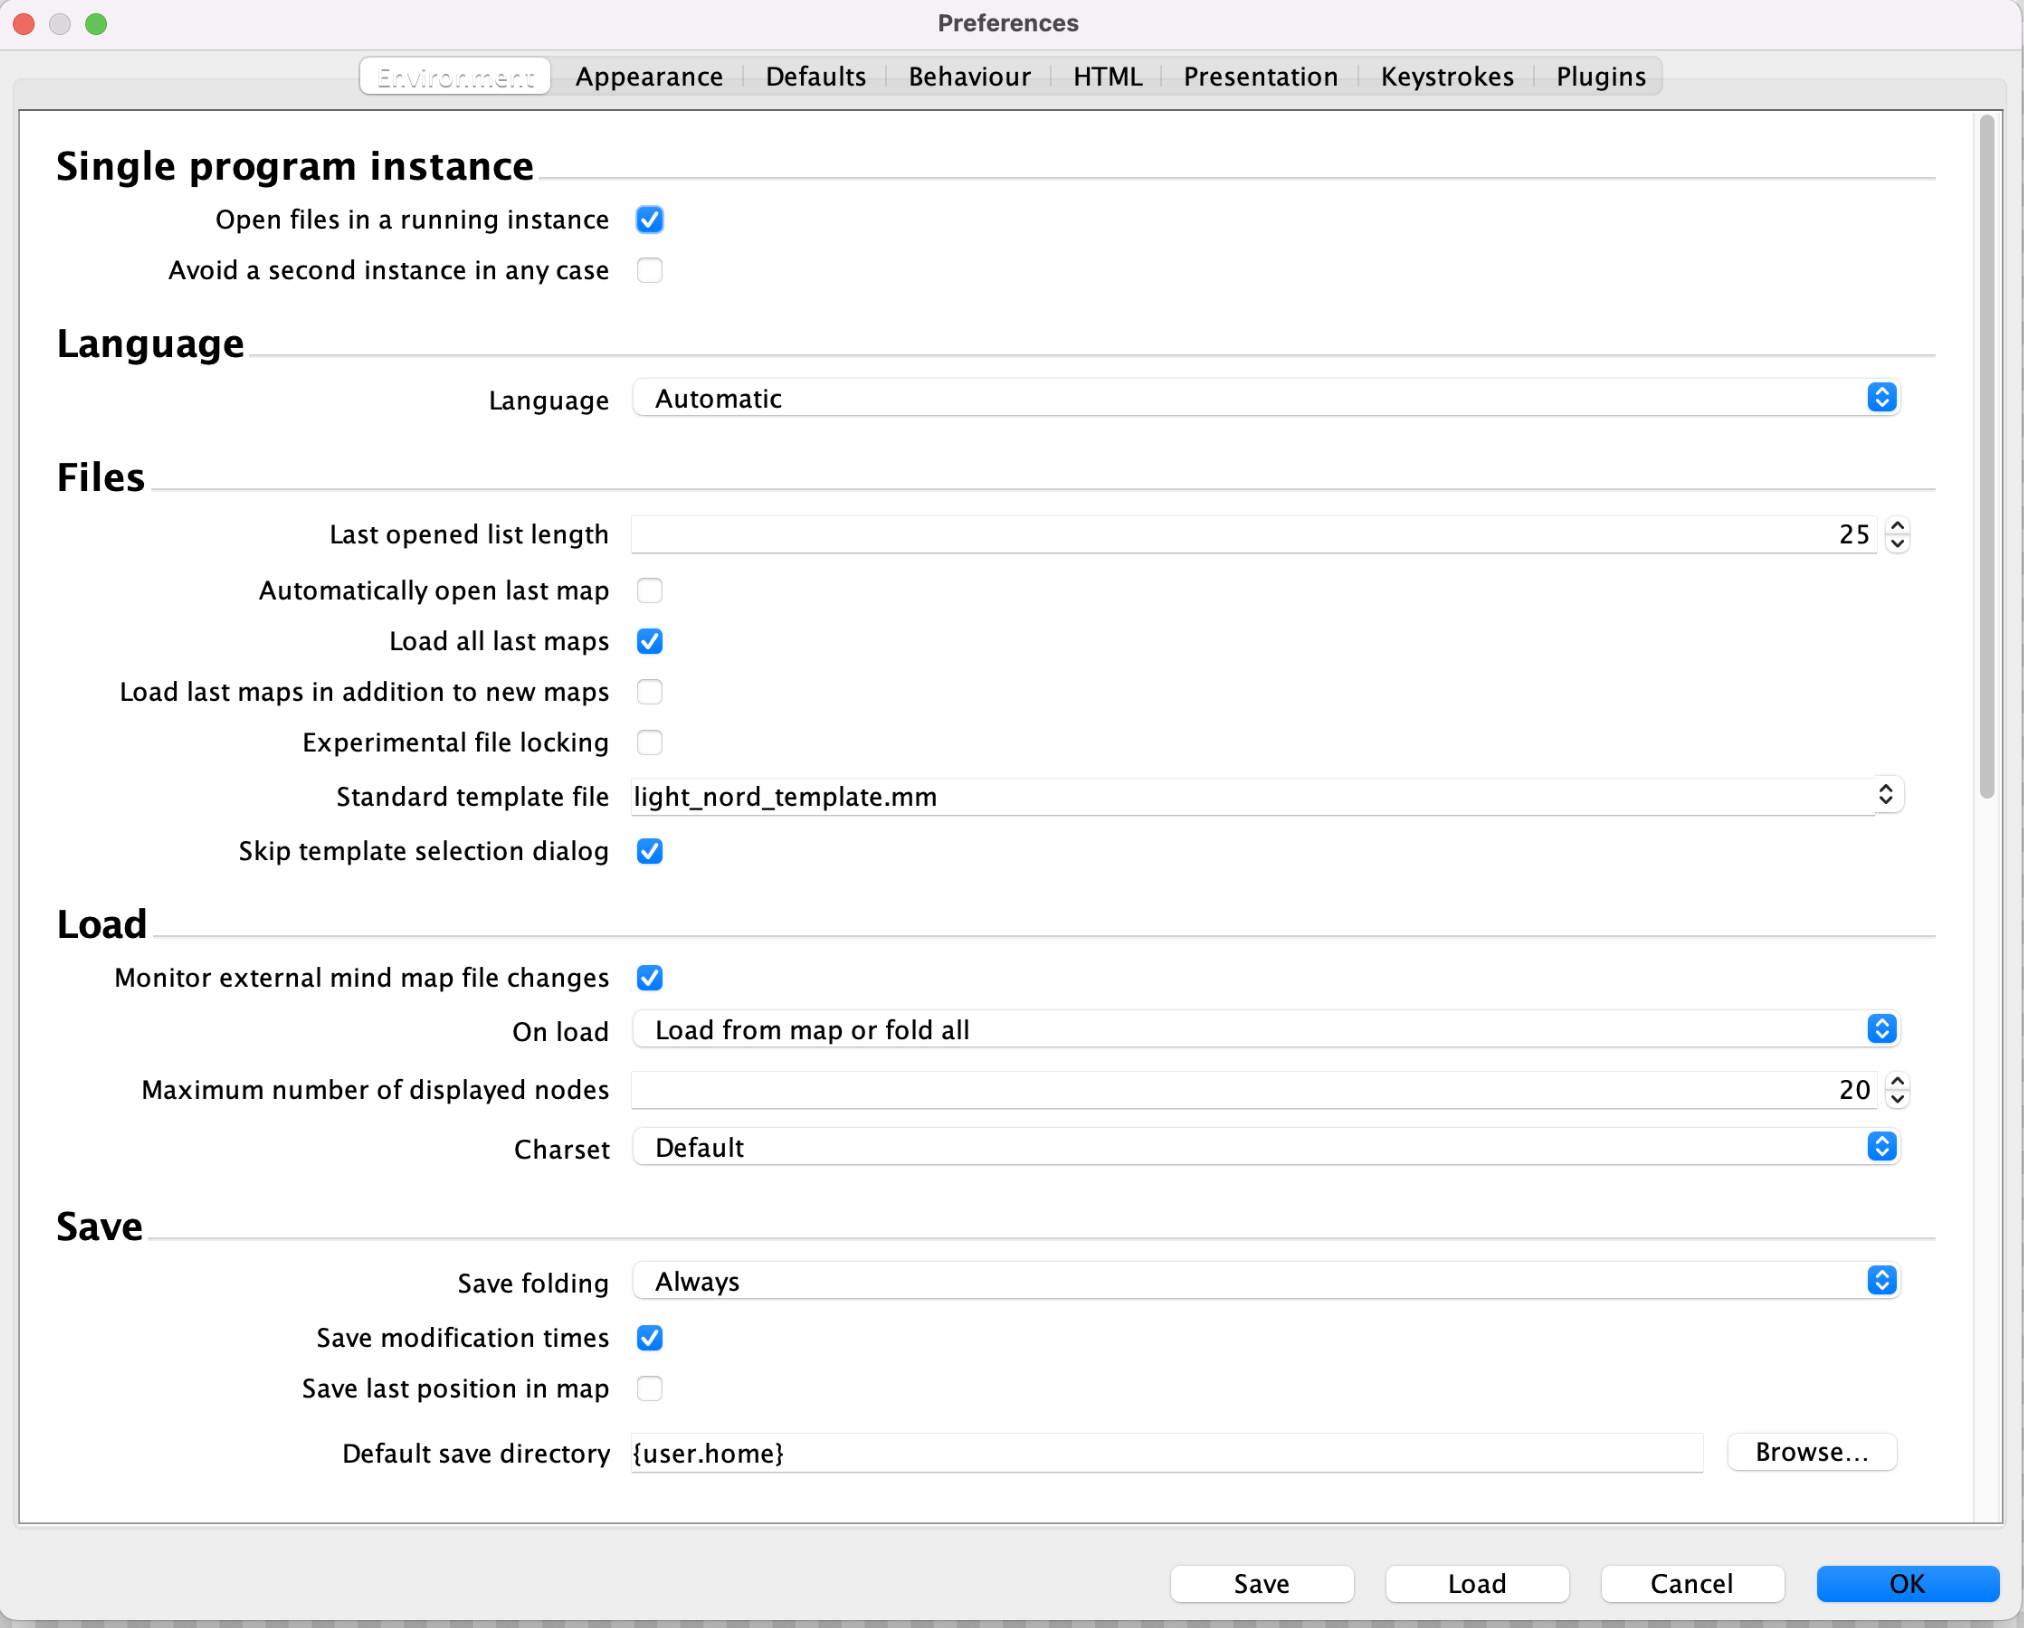 Preferences
Environment Appearance Defaults Behaviour HTML Presentation Keystrokes Plugins
Single program instance
Open files in a running instance
Avoid a second instance in any case
Language
Language Automatic
Files
Last opened list length 25
Automatically open last map
Load all last maps
Load last maps in addition to new maps
Experimental file locking
Standard template file light_nord_template.mm
Skip template selection dialog
Load
Monitor external mind map file changes
On load Load from map or fold all
Maximum number of displayed nodes 20
Charset Default
Save
Save folding Always
Save modification times
Save last position in map
Default save directory {user.home} Browse...
Save Load Cancel OK